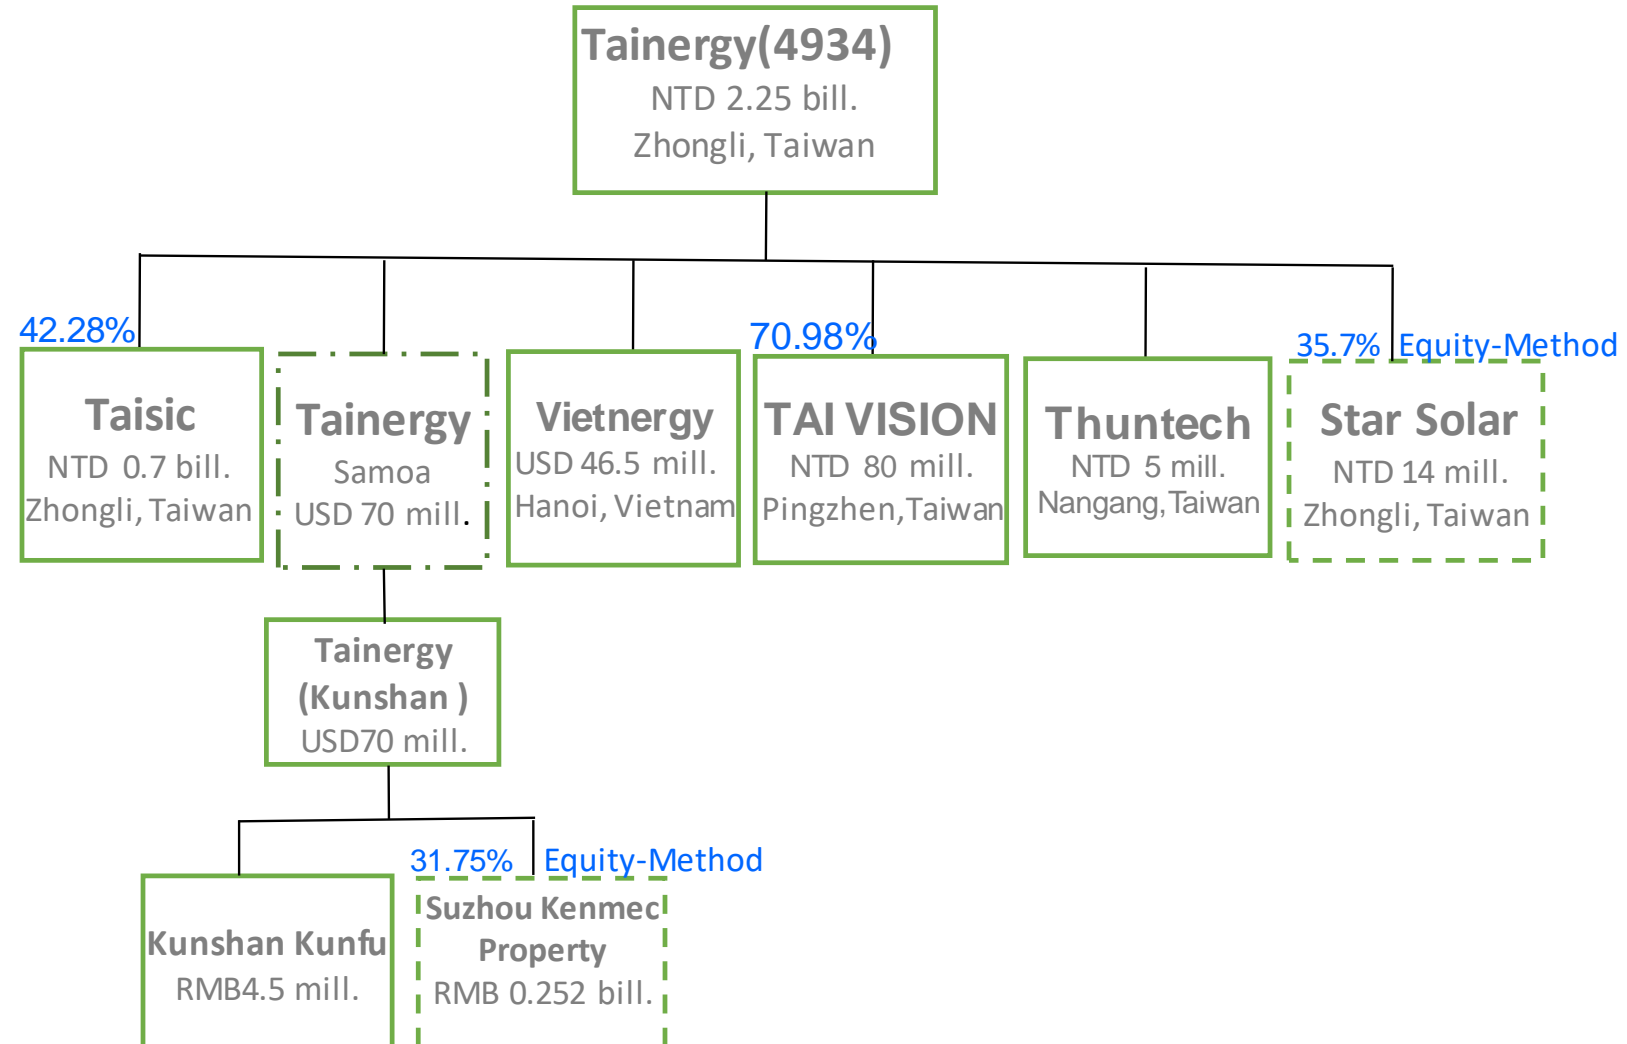 Tainergy(4934)
NTD 2.25 bill.
Zhongli, Taiwan
42.28%
Taisic
NTD 0.7 bill.
Zhongli, Taiwan
Tainergy
Samoa
USD 70 mill.
Vietnergy
USD 46.5 mill.
Hanoi, Vietnam
70.98%
TAI VISION
NTD 80 mill.
Pingzhen,Taiwan
Thuntech
NTD 5 mill.
Nangang,Taiwan
35.7% Equity-Method
Star Solar
NTD 14 mill.
Zhongli, Taiwan
Tainergy
(Kunshan )
USD70 mill.
Kunshan Kunfu
RMB4.5 mill.
31.75% Equity-Method
Suzhou Kenmec
Property
RMB 0.252 bill.